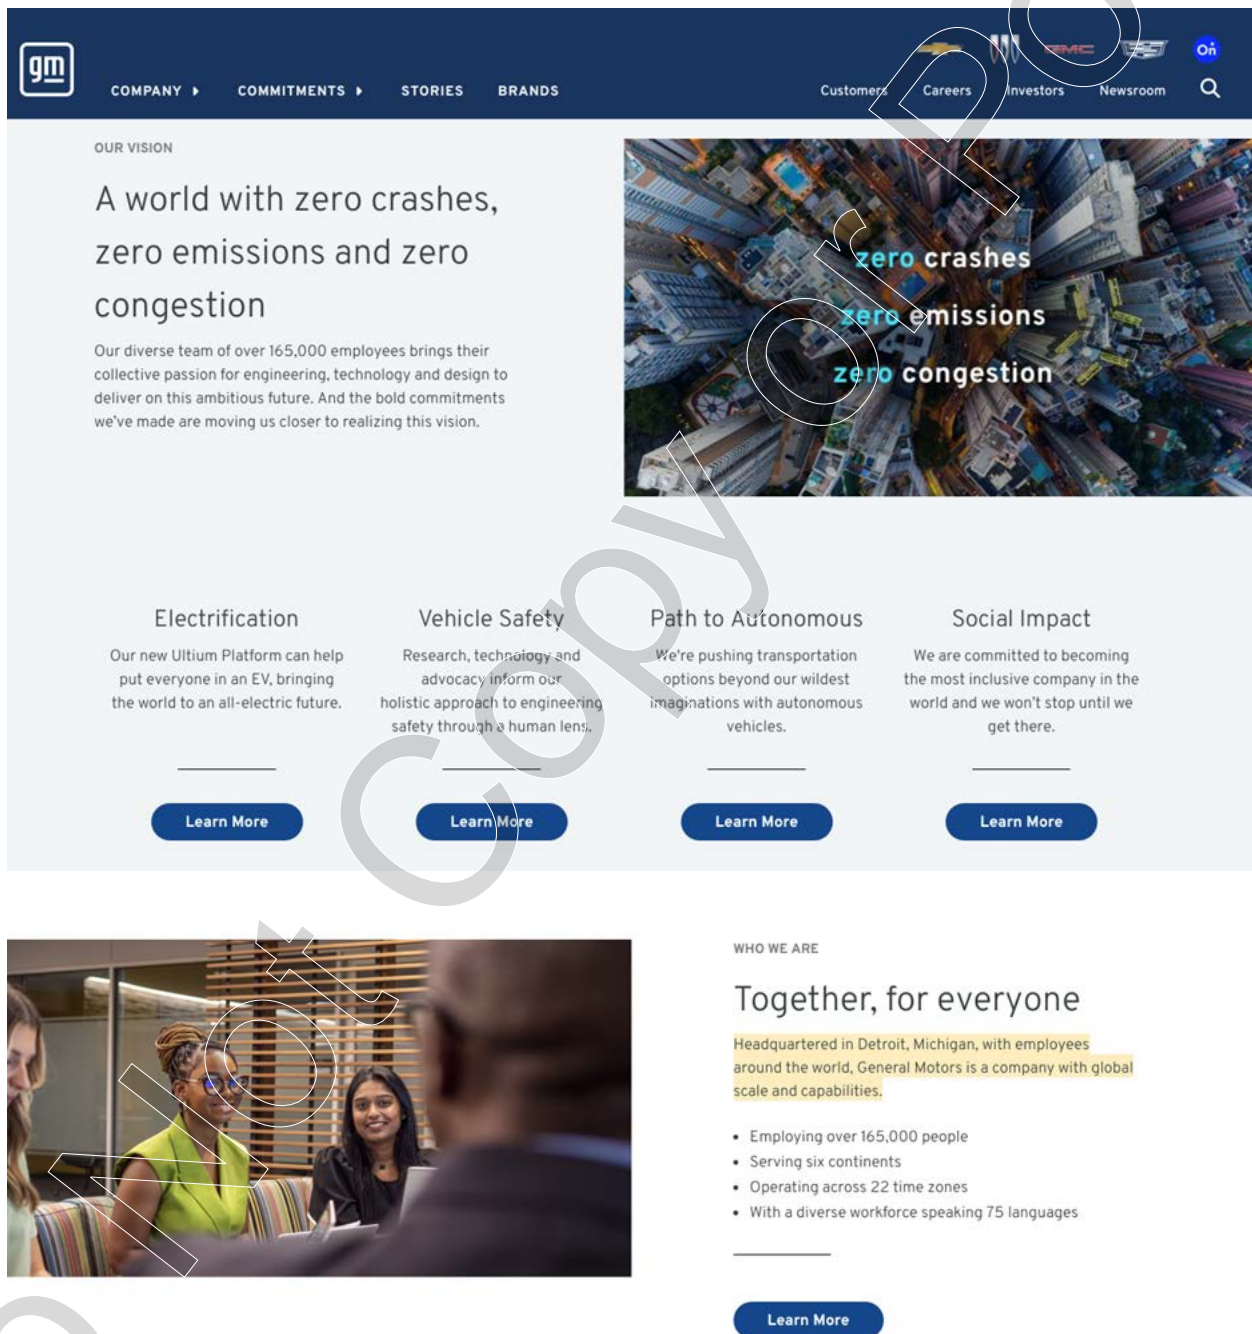 gm
COMPANY
COMMITMENTS
STORIES
BRANDS
GMC
On
Customers
Careers
Investors
Newsroom
OUR VISION
A world with zero crashes,
zero emissions and zero
congestion
Our diverse team of over 165,000 employees brings their
collective passion for engineering, technology and design to
deliver on this ambitious future. And the bold commitments
we've made are moving us closer to realizing this vision.
zero crashes
zero emissions
zero congestion
Electrification
Our new Ultium Platform can help
put everyone in an EV, bringing
the world to an all-electric future.
Learn More
Vehicle Safety
Research, technology and
advocacy inform our
holistic approach to engineering
safety through a human lens.
Learn More
Path to Autonomous
We're pushing transportation
options beyond our wildest
imaginations with autonomous
vehicles.
Learn More
Social Impact
We are committed to becoming
the most inclusive company in the
world and we won't stop until we
get there.
Learn More
WHO WE ARE
Together, for everyone
Headquartered in Detroit, Michigan, with employees
around the world, General Motors is a company with global
scale and capabilities.
• Employing over 165,000 people
• Serving six continents
• Operating across 22 time zones
• With a diverse workforce speaking 75 languages
Learn More
Not Copy or Po